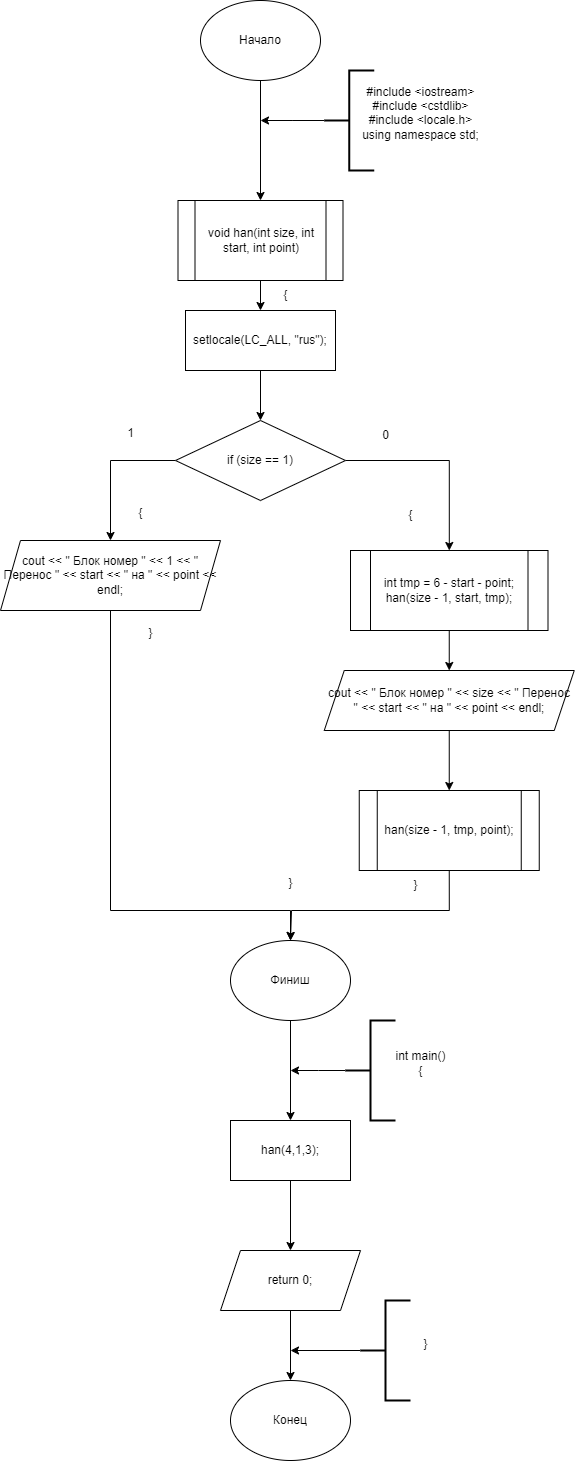 Начало
#include <iostream>
#include <cstdlib>
#include <locale.h>
using namespace std;
void han(int size, int
start, int point)
{
setlocale(LC_ALL, "rus");
if (size == 1)
1
0
{
{
cout << " Блок номер " << 1 << "
Перенос " << start << " на " << point <<
endl;
}
int tmp = 6 - start - point;
han(size - 1, start, tmp);
cout << " Блок номер " << size << " Перенос
" << start << " на " << point << endl;
han(size - 1, tmp, point);
}
}
Финиш
int main()
{
han(4,1,3);
return 0;
}
Конец